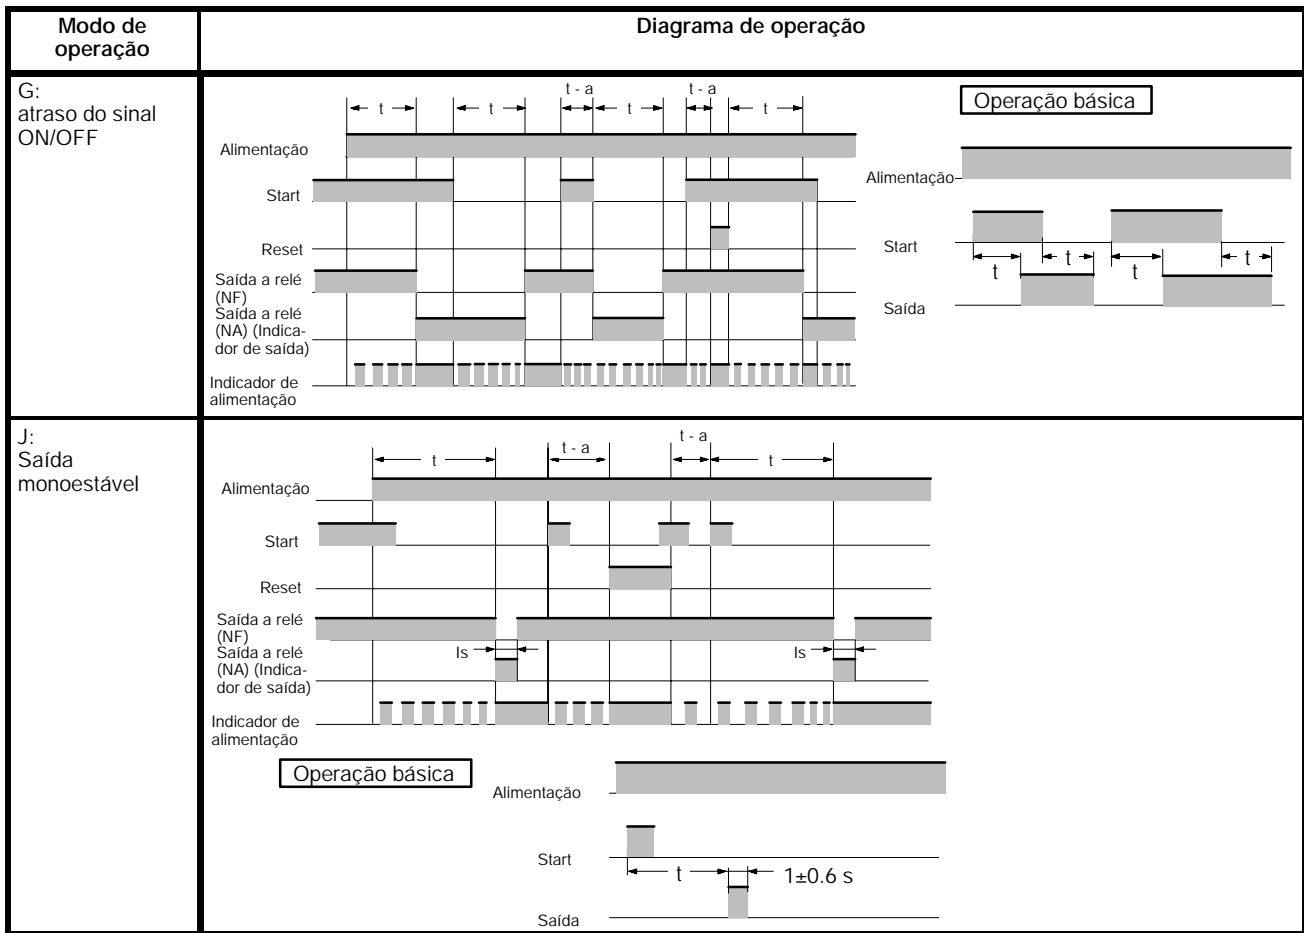 Modo de
operação
Diagrama de operação
G:
atraso do sinal
ON/OFF
t
t
t - a
t
t - a
t
Alimentação
Start
Reset
Saída a relé
(NF)
Saída a relé
(NA) (Indica-
dor de saída)
Indicador de
alimentação
Operação básica
Alimentação
Start
t
t
t
t
Saída
J:
Saída
monoestável
t
t - a
t - a
t
Alimentação
Start
Reset
Saída a relé
(NF)
Saída a relé
(NA) (Indica-
dor de saída)
Is
Is
Indicador de
alimentação
Operação básica
Alimentação
Start
t
1±0.6 s
Saída